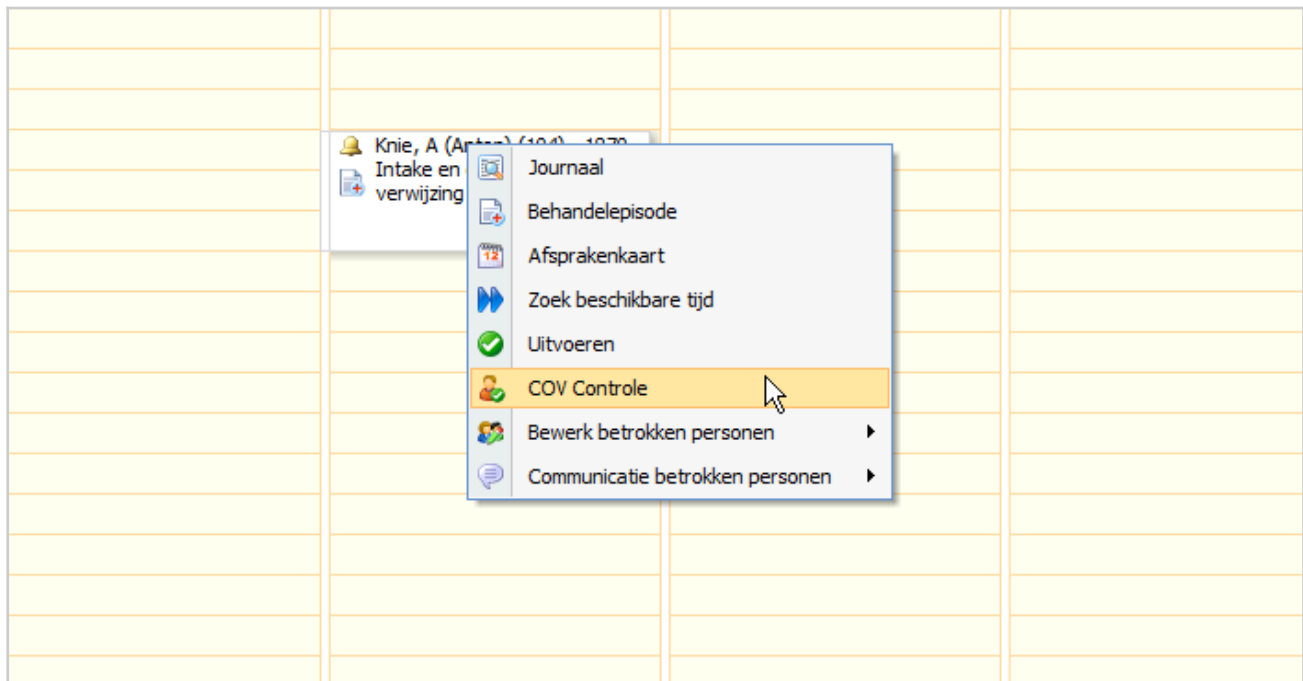 Knie, A
Intake en
verwijzing
Journaal
Behandelepisode
12
Afsprakenkaart
Zoek beschikbare tijd
Uitvoeren
COV Controle
Bewerk betrokken personen
Communicatie betrokken personen